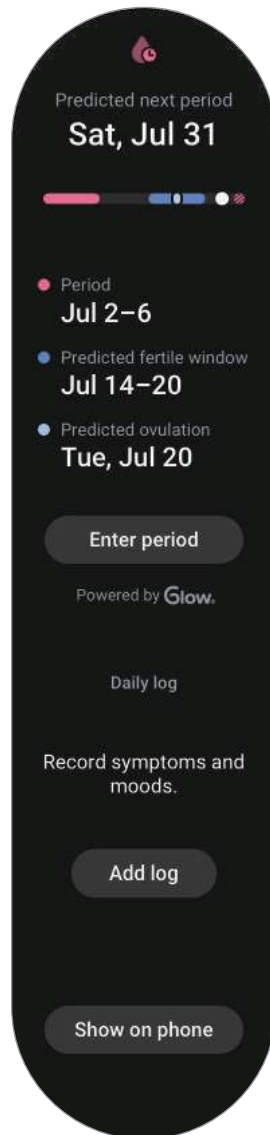 Predicted next period
Sat, Jul 31
Period
Jul 2–6
Predicted fertile window
Jul 14–20
Predicted ovulation
Tue, Jul 20
Enter period
Powered by Glow.
Daily log
Record symptoms and
moods.
Add log
Show on phone